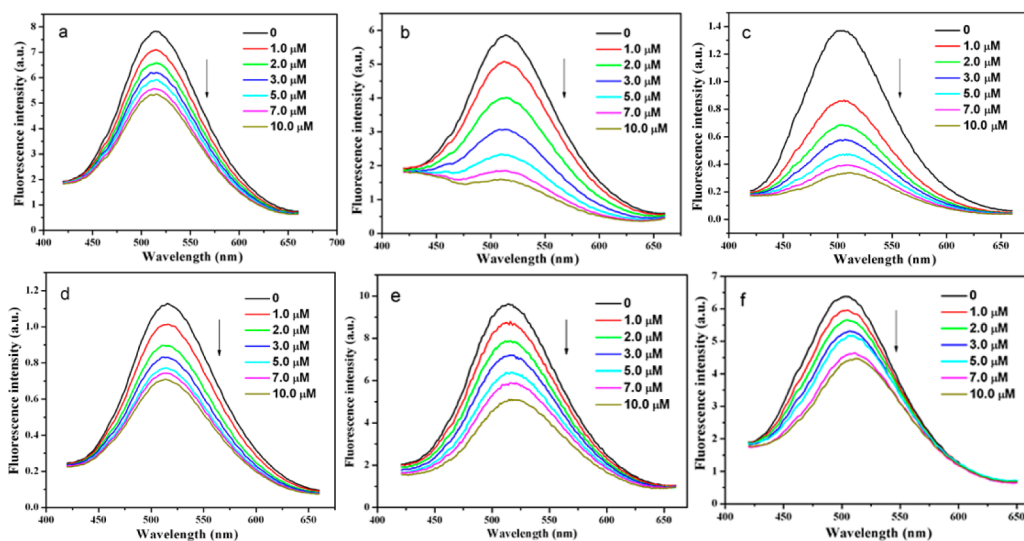 a
0
1.0 μM
2.0 μM
3.0 μM
5.0 μM
7.0 μM
10.0 μM
8
7
6
5
4
3
2
1
0
Fluorescence intensity (a.u.)
400 450 500 550 600 650 700
Wavelength (nm)
b
0
1.0 μM
2.0 μM
3.0 μM
5.0 μM
7.0 μM
10.0 μM
6
5
4
3
2
1
0
Fluorescence intensity (a.u.)
400 450 500 550 600 650
Wavelength (nm)
c
0
1.0 μM
2.0 μM
3.0 μM
5.0 μM
7.0 μM
10.0 μM
1.4
1.2
1.0
0.8
0.6
0.4
0.2
0.0
Fluorescence intensity (a.u.)
400 450 500 550 600 650
Wavelength (nm)
d
0
1.0 μM
2.0 μM
3.0 μM
5.0 μM
7.0 μM
10.0 μM
1.2
1.0
0.8
0.6
0.4
0.2
0.0
Fluorescence intensity (a.u.)
400 450 500 550 600 650
Wavelength (nm)
e
0
1.0 μM
2.0 μM
3.0 μM
5.0 μM
7.0 μM
10.0 μM
10
8
6
4
2
0
Fluorescence intensity (a.u.)
400 450 500 550 600 650
Wavelength (nm)
f
0
1.0 μM
2.0 μM
3.0 μM
5.0 μM
7.0 μM
10.0 μM
7
6
5
4
3
2
1
0
Fluorescence intensity (a.u.)
400 450 500 550 600 650
Wavelength (nm)